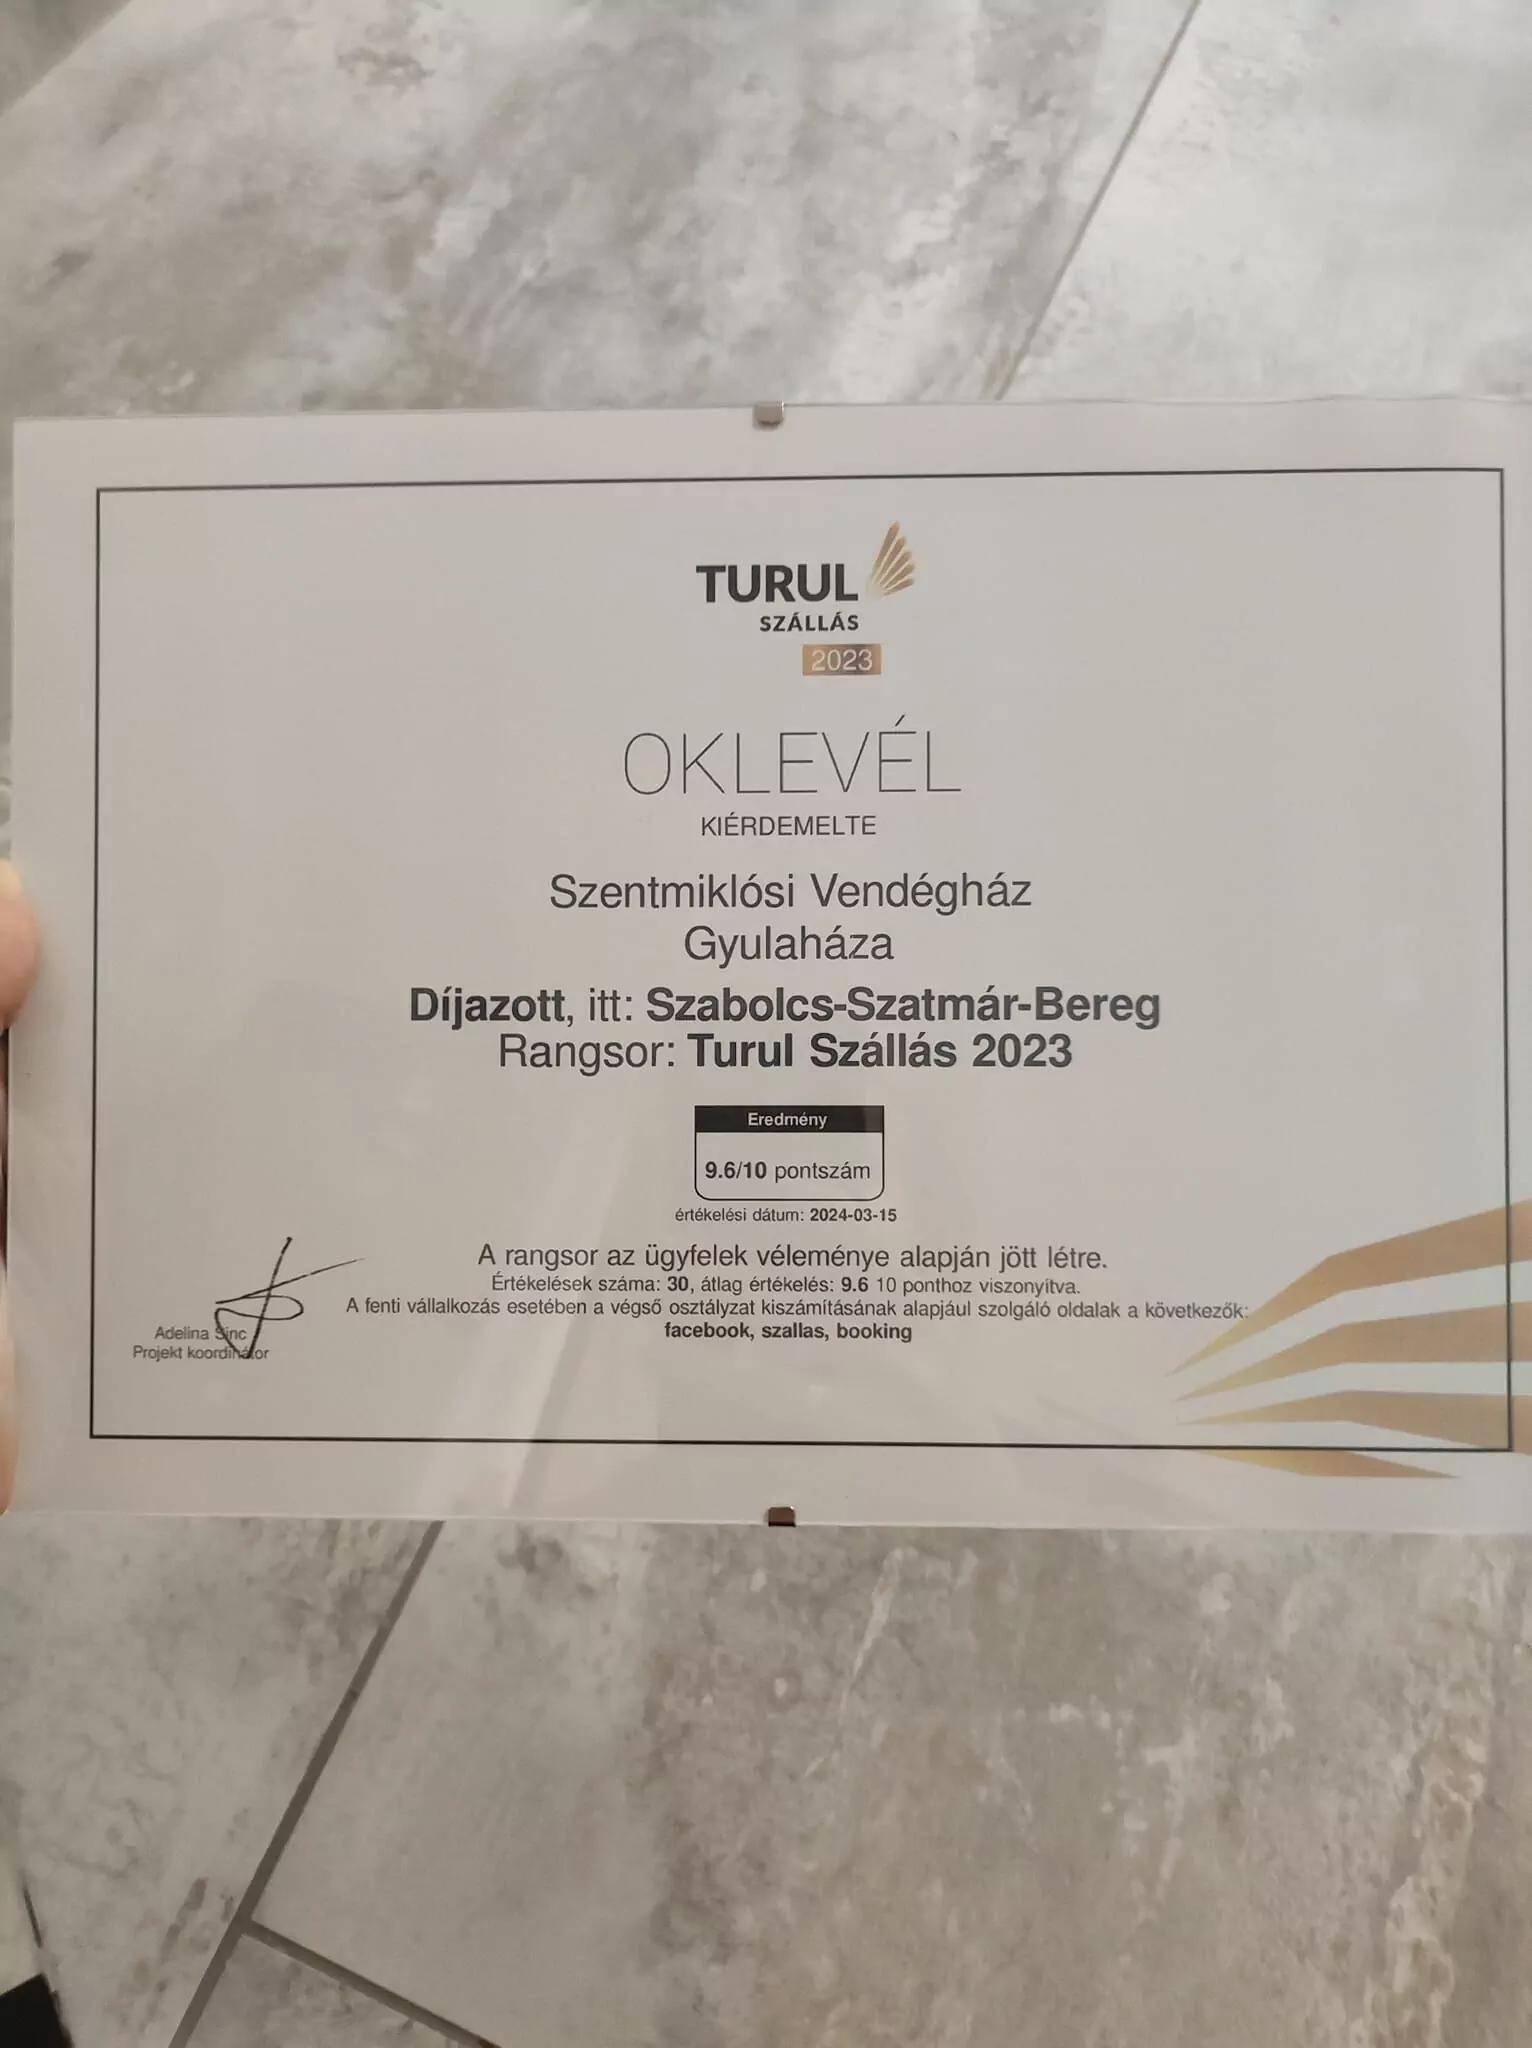 TURUL
SZÁLLÁS
2023
OKLEVÉL
KIÉRDEMELTE
Szentmiklósi Vendégház
Gyulaháza
Díjazott, itt: Szabolcs-Szatmár-Bereg
Rangsor: Turul Szállás 2023
Eredmény
9.6/10 pontszám
értékelési dátum: 2024-03-15
A rangsor az ügyfelek véleménye alapján jött létre.
Értékelések száma: 30, átlag értékelés: 9.6 10 ponthoz viszonyítva.
A fenti vállalkozás esetében a végső osztályzat kiszámításának alapjául szolgáló oldalak a következők:
facebook, szallas, booking
Adelina Sinc
Projekt koordinátor